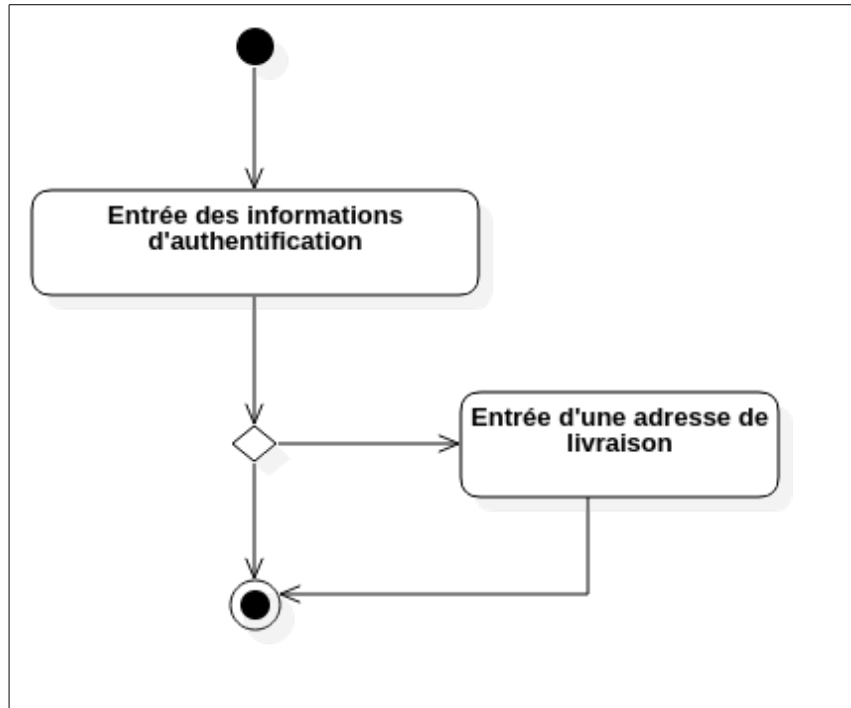 Entrée des informations
d'authentification
Entrée d'une adresse de
livraison